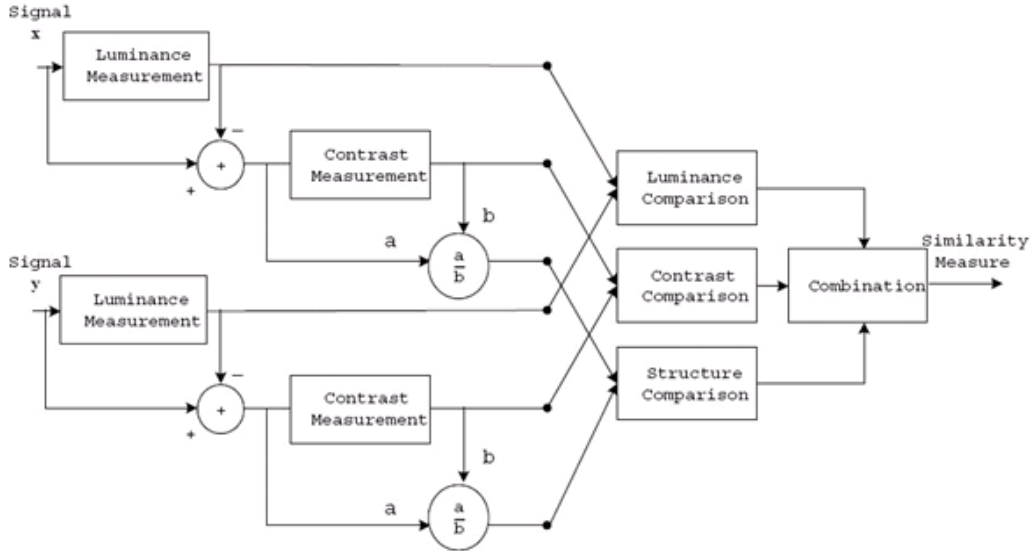 Signal
x
Luminance
Measurement
−
+
+
Contrast
Measurement
b
a
a
b
Signal
y
Luminance
Measurement
−
+
+
Contrast
Measurement
b
a
a
b
Luminance
Comparison
Contrast
Comparison
Structure
Comparison
Combination
Similarity
Measure